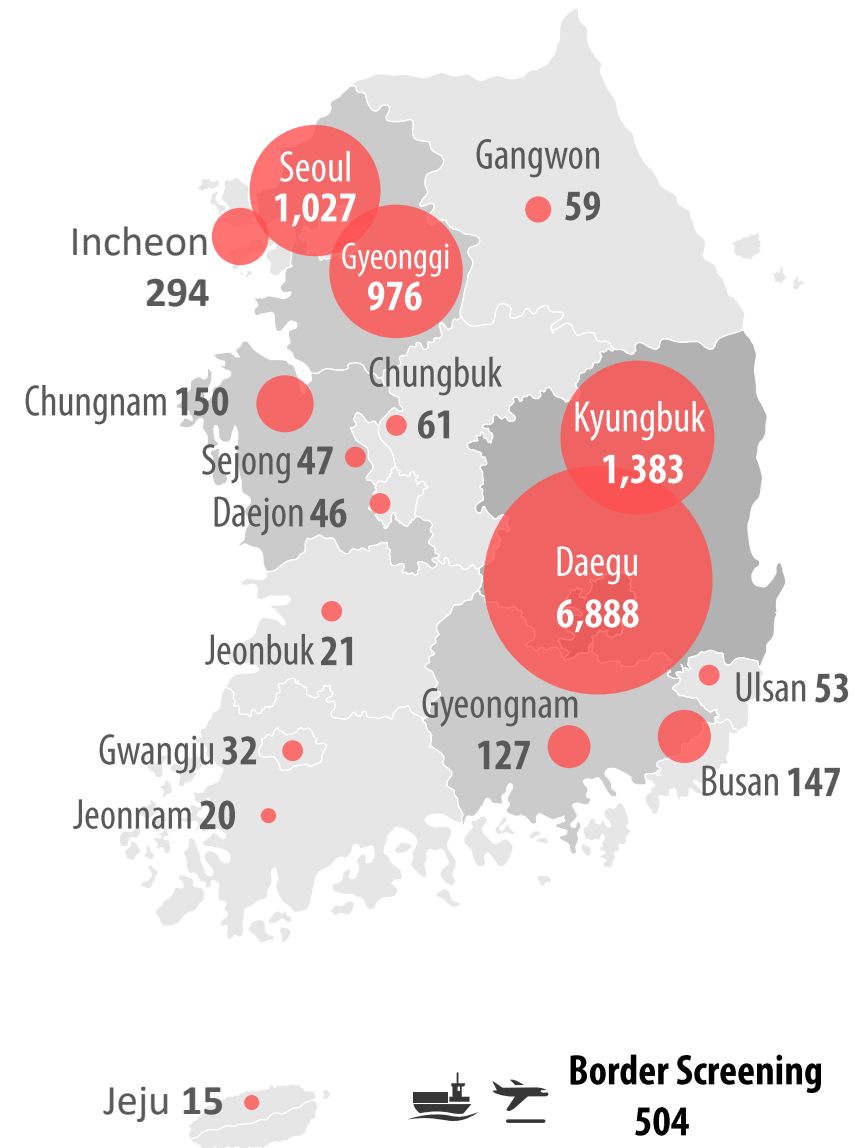 Seoul
1,027
Gangwon
59
Incheon
294
Gyeonggi
976
Chungbuk
61
Chungnam 150
Kyungbuk
1,383
Sejong 47
Daejon 46
Daegu
6,888
Jeonbuk 21
Ulsan 53
Gyeongnam
127
Gwangju 32
Busan 147
Jeonnam 20
Border Screening
504
Jeju 15